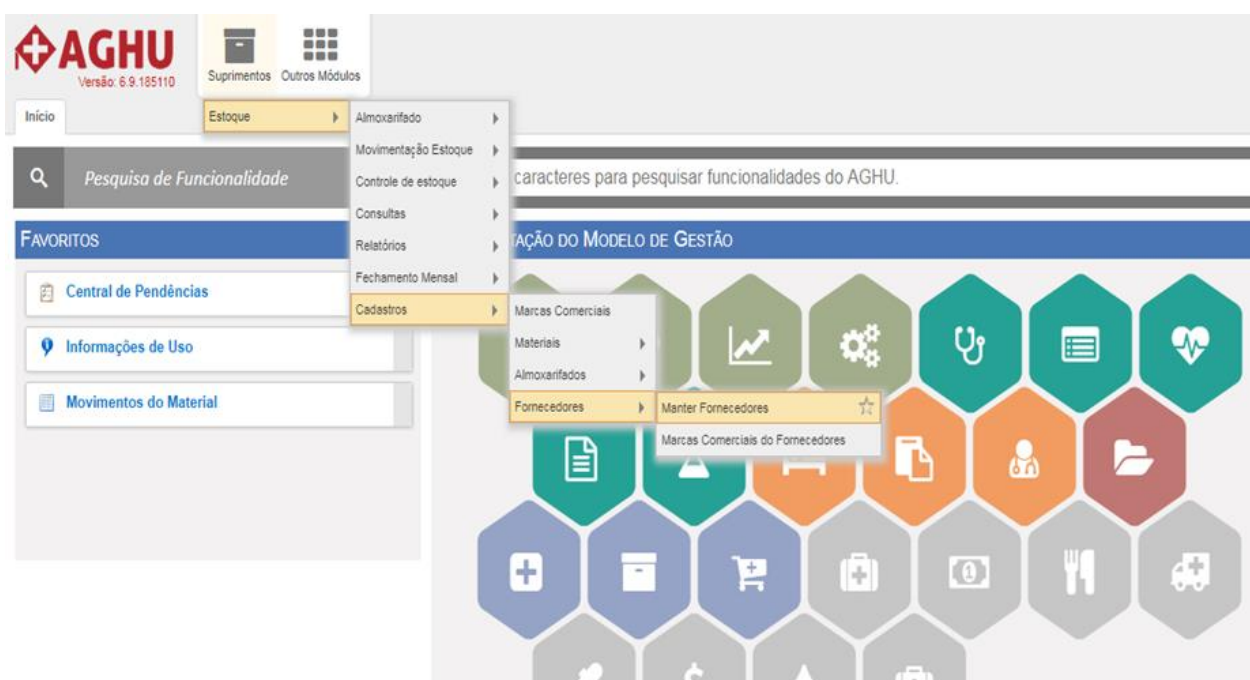 AGHU
Versão: 6.9.185110
Suprimentos
Outros Módulos
Início
Estoque
Almoxarifado
Movimentação Estoque
Controle de estoque
Consultas
Relatórios
Fechamento Mensal
Cadastros
Pesquisa de Funcionalidade
caracteres para pesquisar funcionalidades do AGHU.
FAVORITOS
TAÇÃO DO MODELO DE GESTÃO
Central de Pendências
Informações de Uso
Movimentos do Material
Marcas Comerciais
Materiais
Almoxarifados
Fornecedores
Manter Fornecedores
Marcas Comerciais do Fornecedores